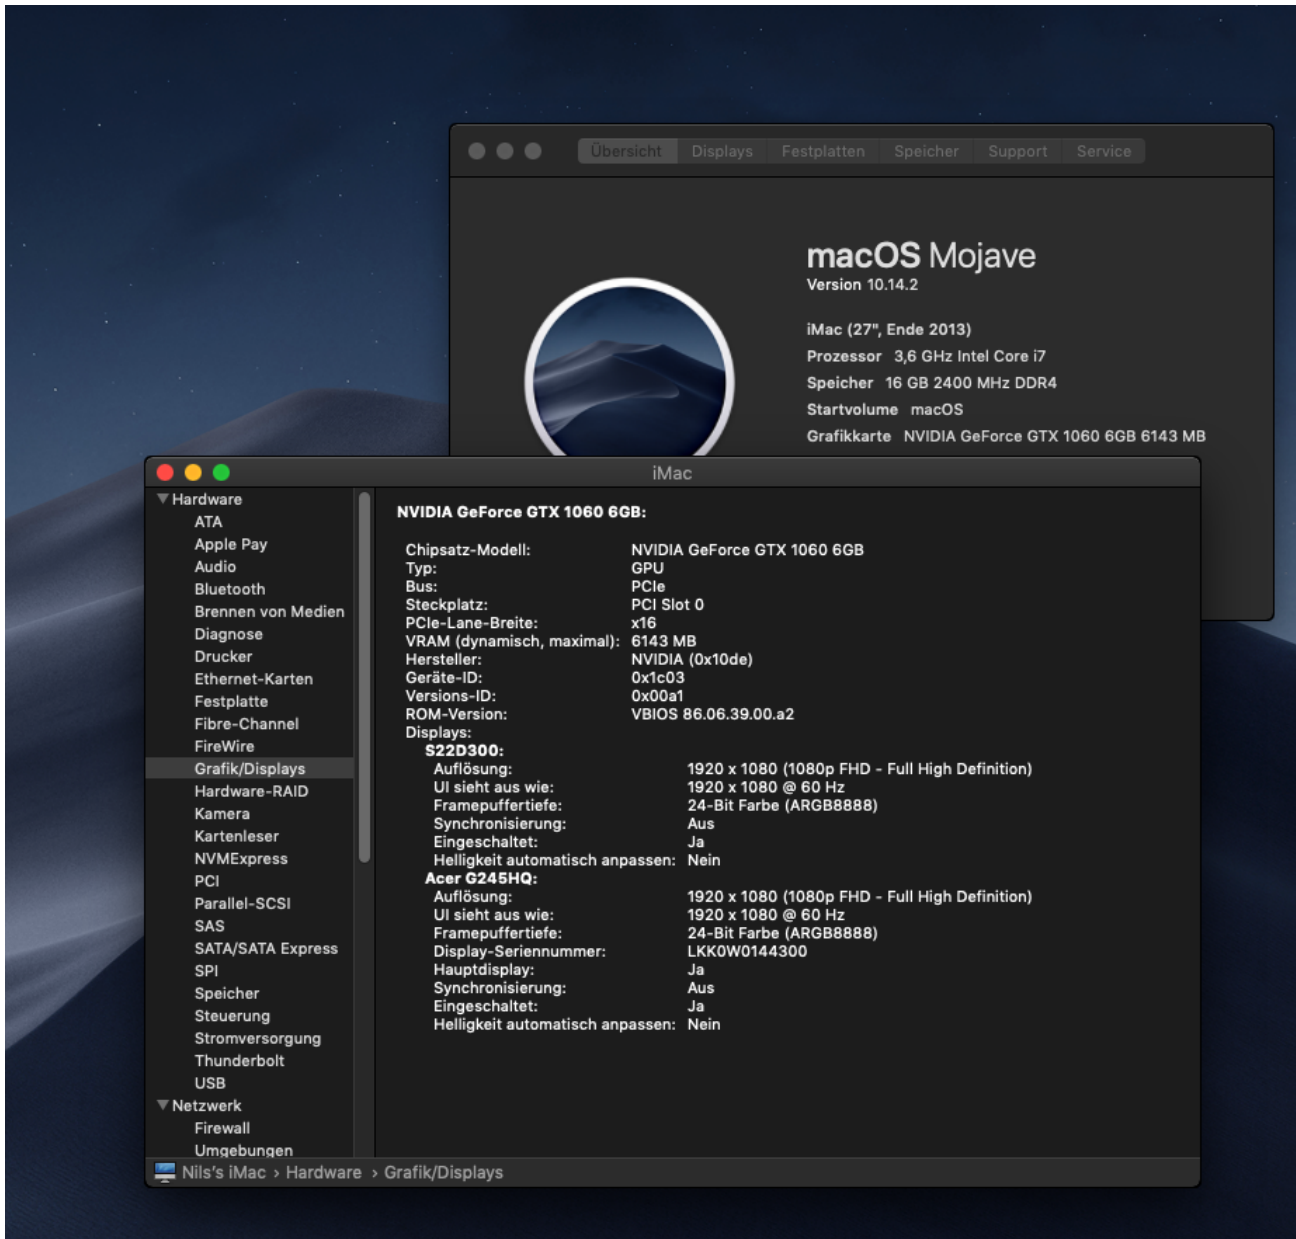 Übersicht Displays Festplatten Speicher Support Service
macOS Mojave
Version 10.14.2
iMac (27", Ende 2013)
Prozessor 3,6 GHz Intel Core i7
Speicher 16 GB 2400 MHz DDR4
Startvolume macOS
Grafikkarte NVIDIA GeForce GTX 1060 6GB 6143 MB
iMac
Hardware
ATA
Apple Pay
Audio
Bluetooth
Brennen von Medien
Diagnose
Drucker
Ethernet-Karten
Festplatte
Fibre-Channel
FireWire
Grafik/Displays
Hardware-RAID
Kamera
Kartenleser
NVMExpress
PCI
Parallel-SCSI
SAS
SATA/SATA Express
SPI
Speicher
Steuerung
Stromversorgung
Thunderbolt
USB
Netzwerk
Firewall
Umgebungen
NVIDIA GeForce GTX 1060 6GB:
Chipsatz-Modell: NVIDIA GeForce GTX 1060 6GB
Typ: GPU
Bus: PCIe
Steckplatz: PCI Slot 0
PCIe-Lane-Breite: x16
VRAM (dynamisch, maximal): 6143 MB
Hersteller: NVIDIA (0x10de)
Geräte-ID: 0x1c03
Versions-ID: 0x00a1
ROM-Version: VBIOS 86.06.39.00.a2
Displays:
S22D300:
Auflösung: 1920 x 1080 (1080p FHD - Full High Definition)
UI sieht aus wie: 1920 x 1080 @ 60 Hz
Framepuffertiefe: 24-Bit Farbe (ARGB8888)
Synchronisierung: Aus
Eingeschaltet: Ja
Helligkeit automatisch anpassen: Nein
Acer G245HQ:
Auflösung: 1920 x 1080 (1080p FHD - Full High Definition)
UI sieht aus wie: 1920 x 1080 @ 60 Hz
Framepuffertiefe: 24-Bit Farbe (ARGB8888)
Display-Seriennummer: LKK0W0144300
Hauptdisplay: Ja
Synchronisierung: Aus
Eingeschaltet: Ja
Helligkeit automatisch anpassen: Nein
Nils's iMac › Hardware › Grafik/Displays